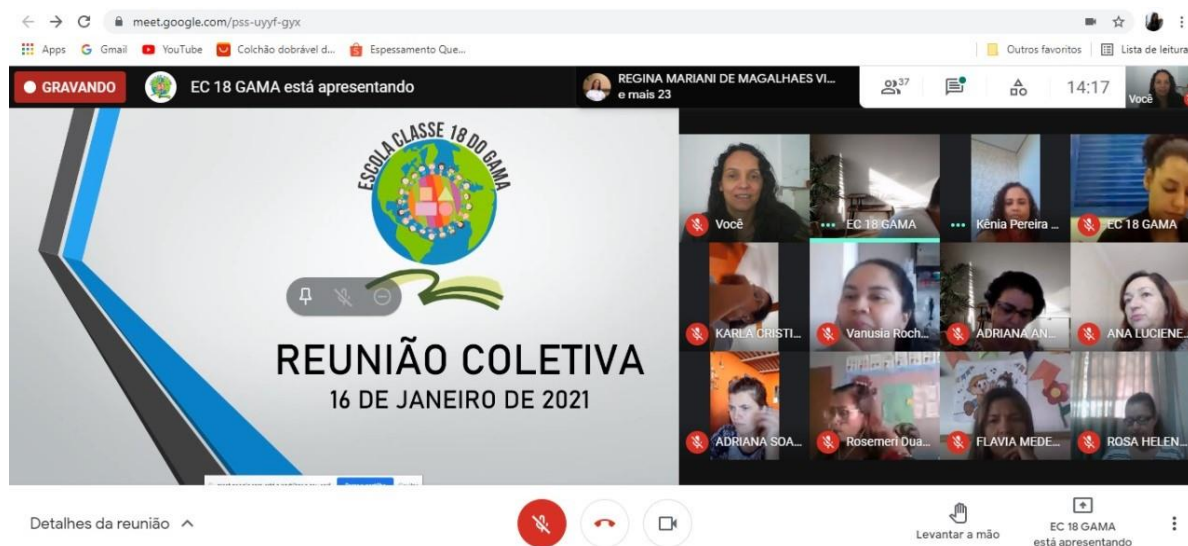 meet.google.com/pss-uyyf-gyx
Apps Gmail YouTube Colchão dobrável d... Espessamento Que... Outros favoritos Lista de leitura
GRAVANDO EC 18 GAMA está apresentando REGINA MARIANI DE MAGALHAES VI... 37 14:17 Você
e mais 23
ESCOLA CLASSE 18 DO GAMA
REUNIÃO COLETIVA
16 DE JANEIRO DE 2021
Você EC 18 GAMA Kênia Pereira ... EC 18 GAMA
KARLA CRISTI... Vanusia Roch... ADRIANA AN... ANA LUCIENE...
ADRIANA SOA... Rosemeri Dua... FLAVIA MEDE... ROSA HELEN...
Detalhes da reunião Levantar a mão EC 18 GAMA
está apresentando